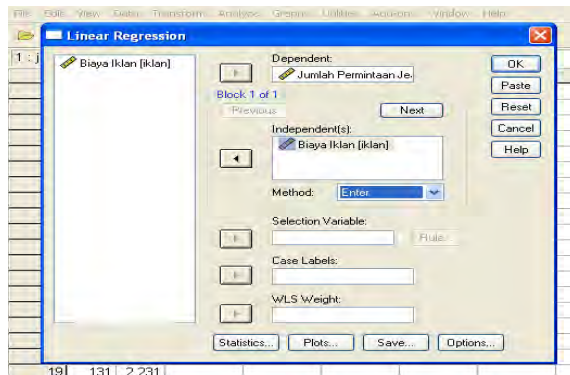 File Edit View Data Transform Analyze Graphs Utilities Add-ons Window Help
Linear Regression
1 : j
Biaya Iklan [iklan]
Dependent:
Jumlah Permintaan Je
Block 1 of 1
Previous
Next
Independent(s):
Biaya Iklan [iklan]
Method:
Enter
Selection Variable:
Rule...
Case Labels:
WLS Weight:
Statistics...
Plots...
Save...
Options...
OK
Paste
Reset
Cancel
Help
19 131 2.231